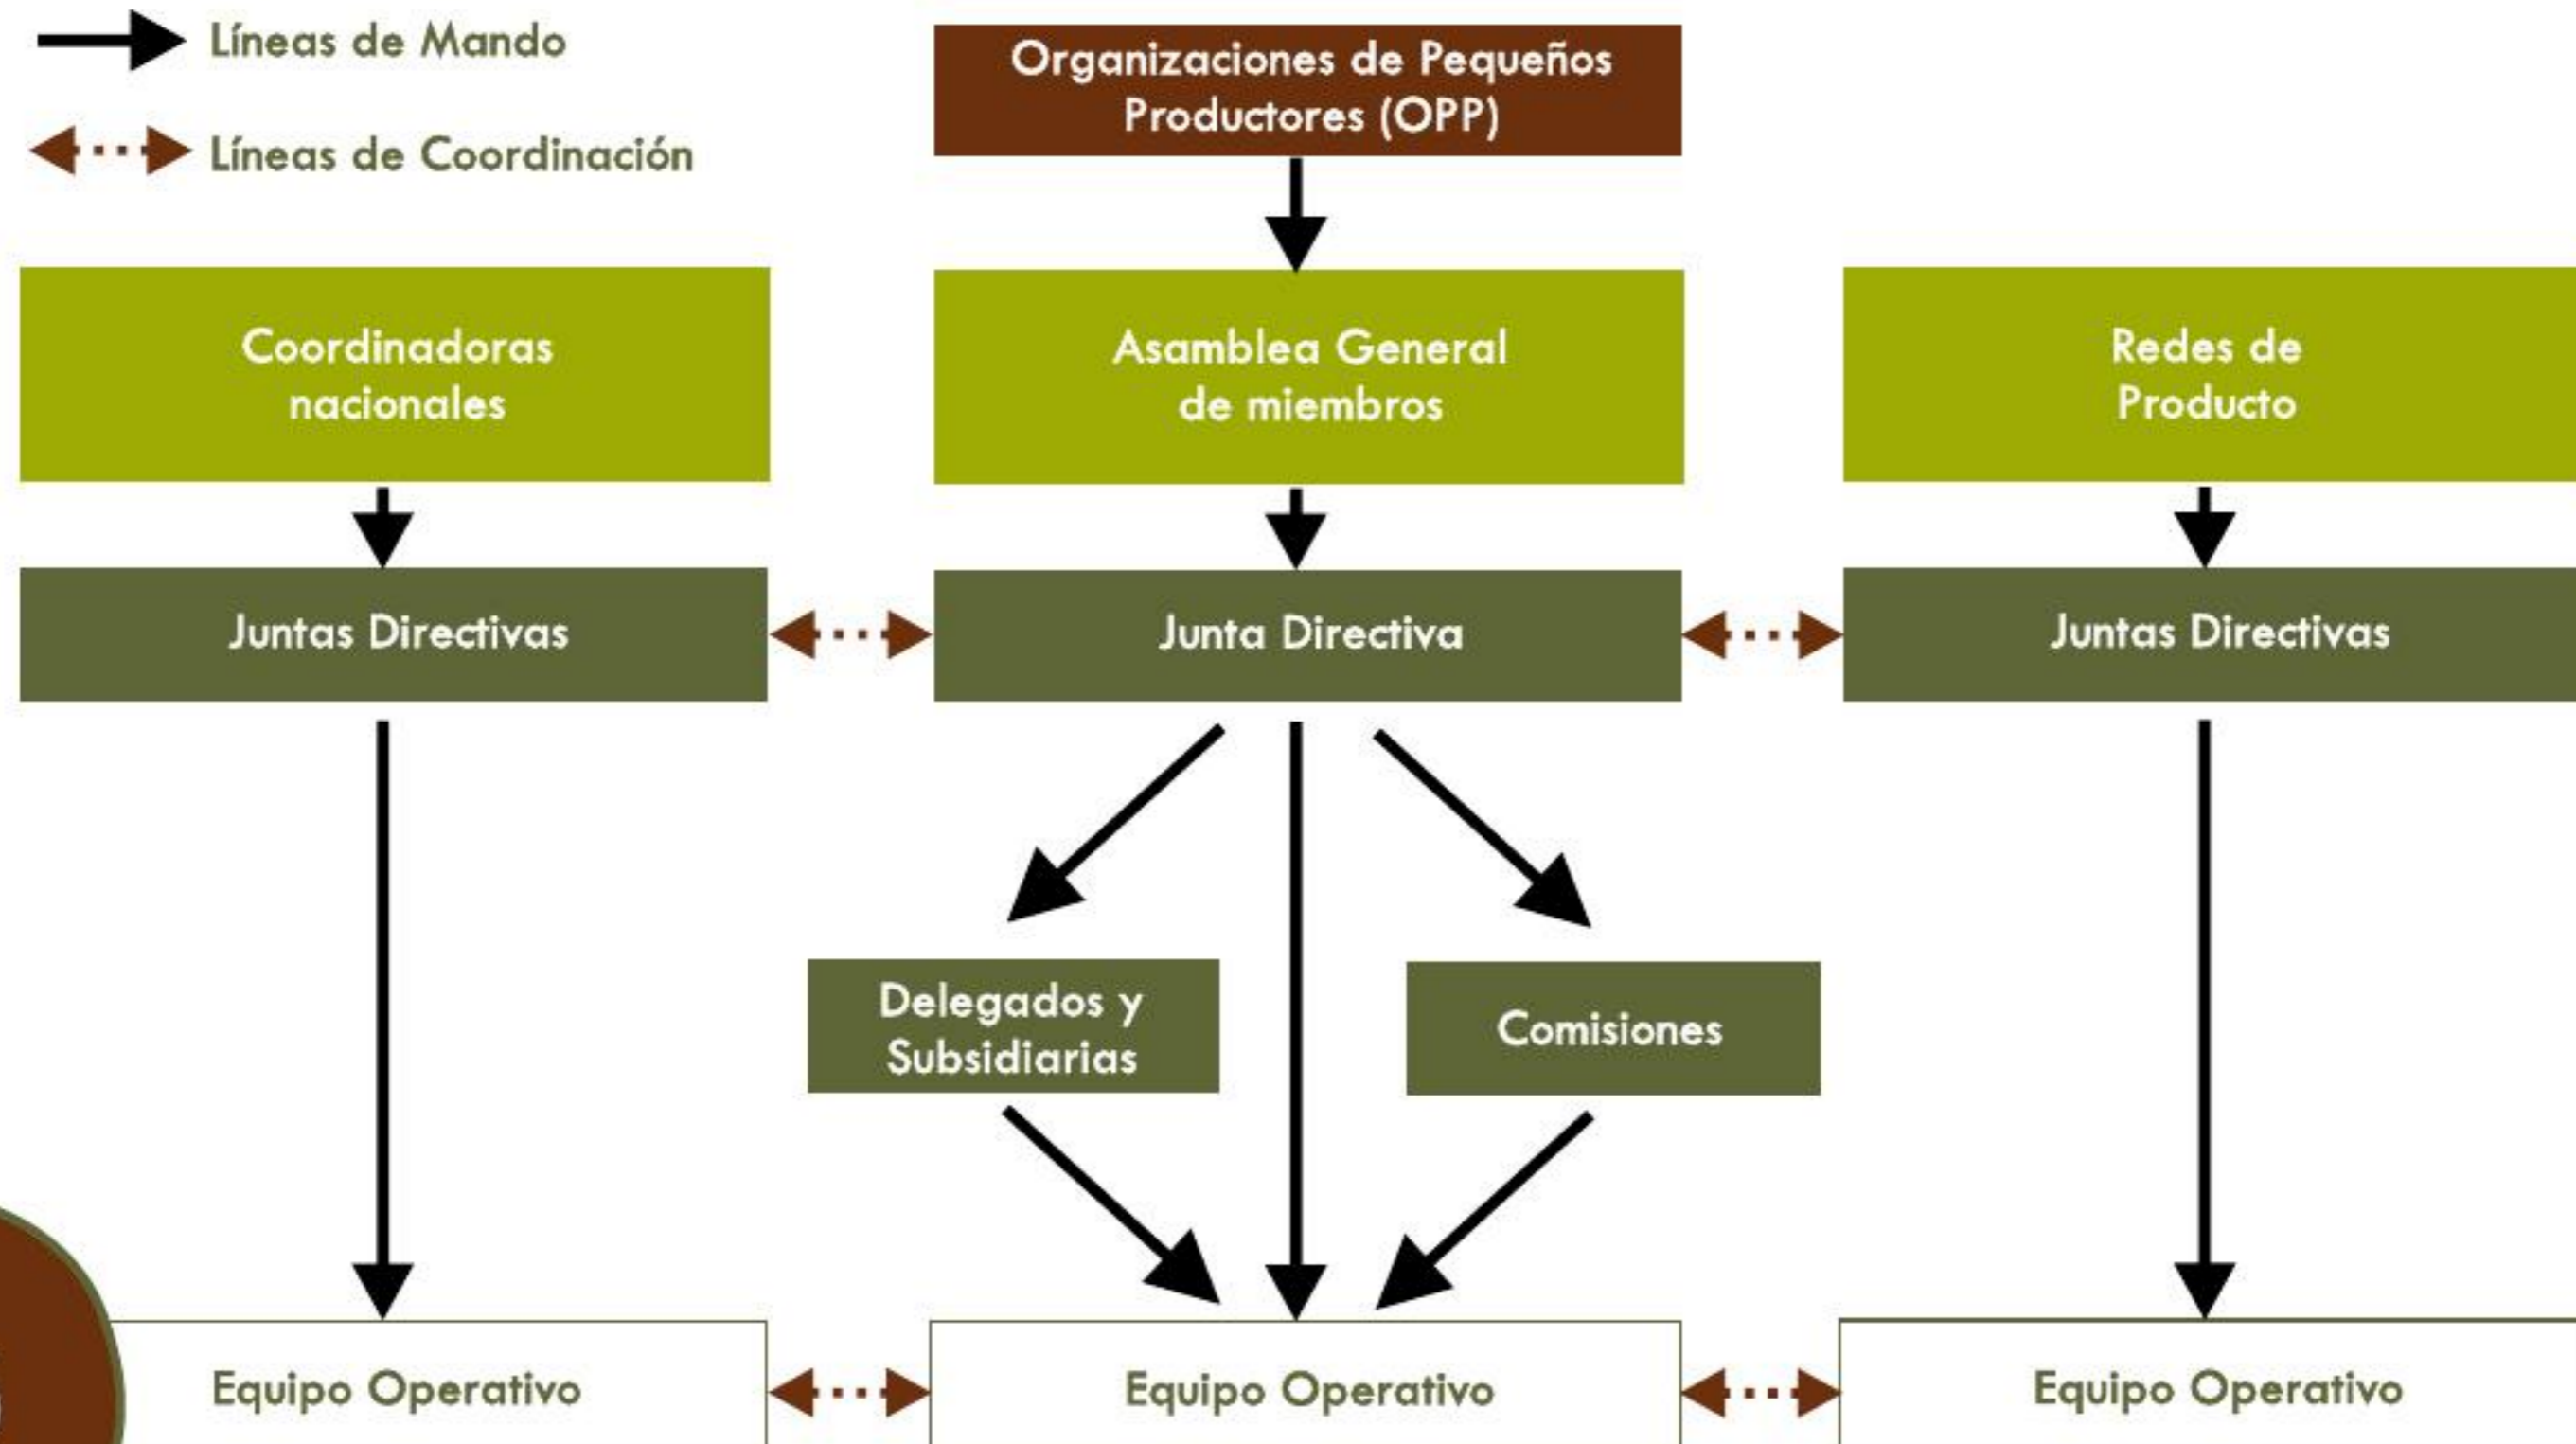 Líneas de Mando
Líneas de Coordinación
Organizaciones de Pequeños
Productores (OPP)
Coordinadoras
nacionales
Asamblea General
de miembros
Redes de
Producto
Juntas Directivas
Junta Directiva
Juntas Directivas
Delegados y
Subsidiarias
Comisiones
Equipo Operativo
Equipo Operativo
Equipo Operativo